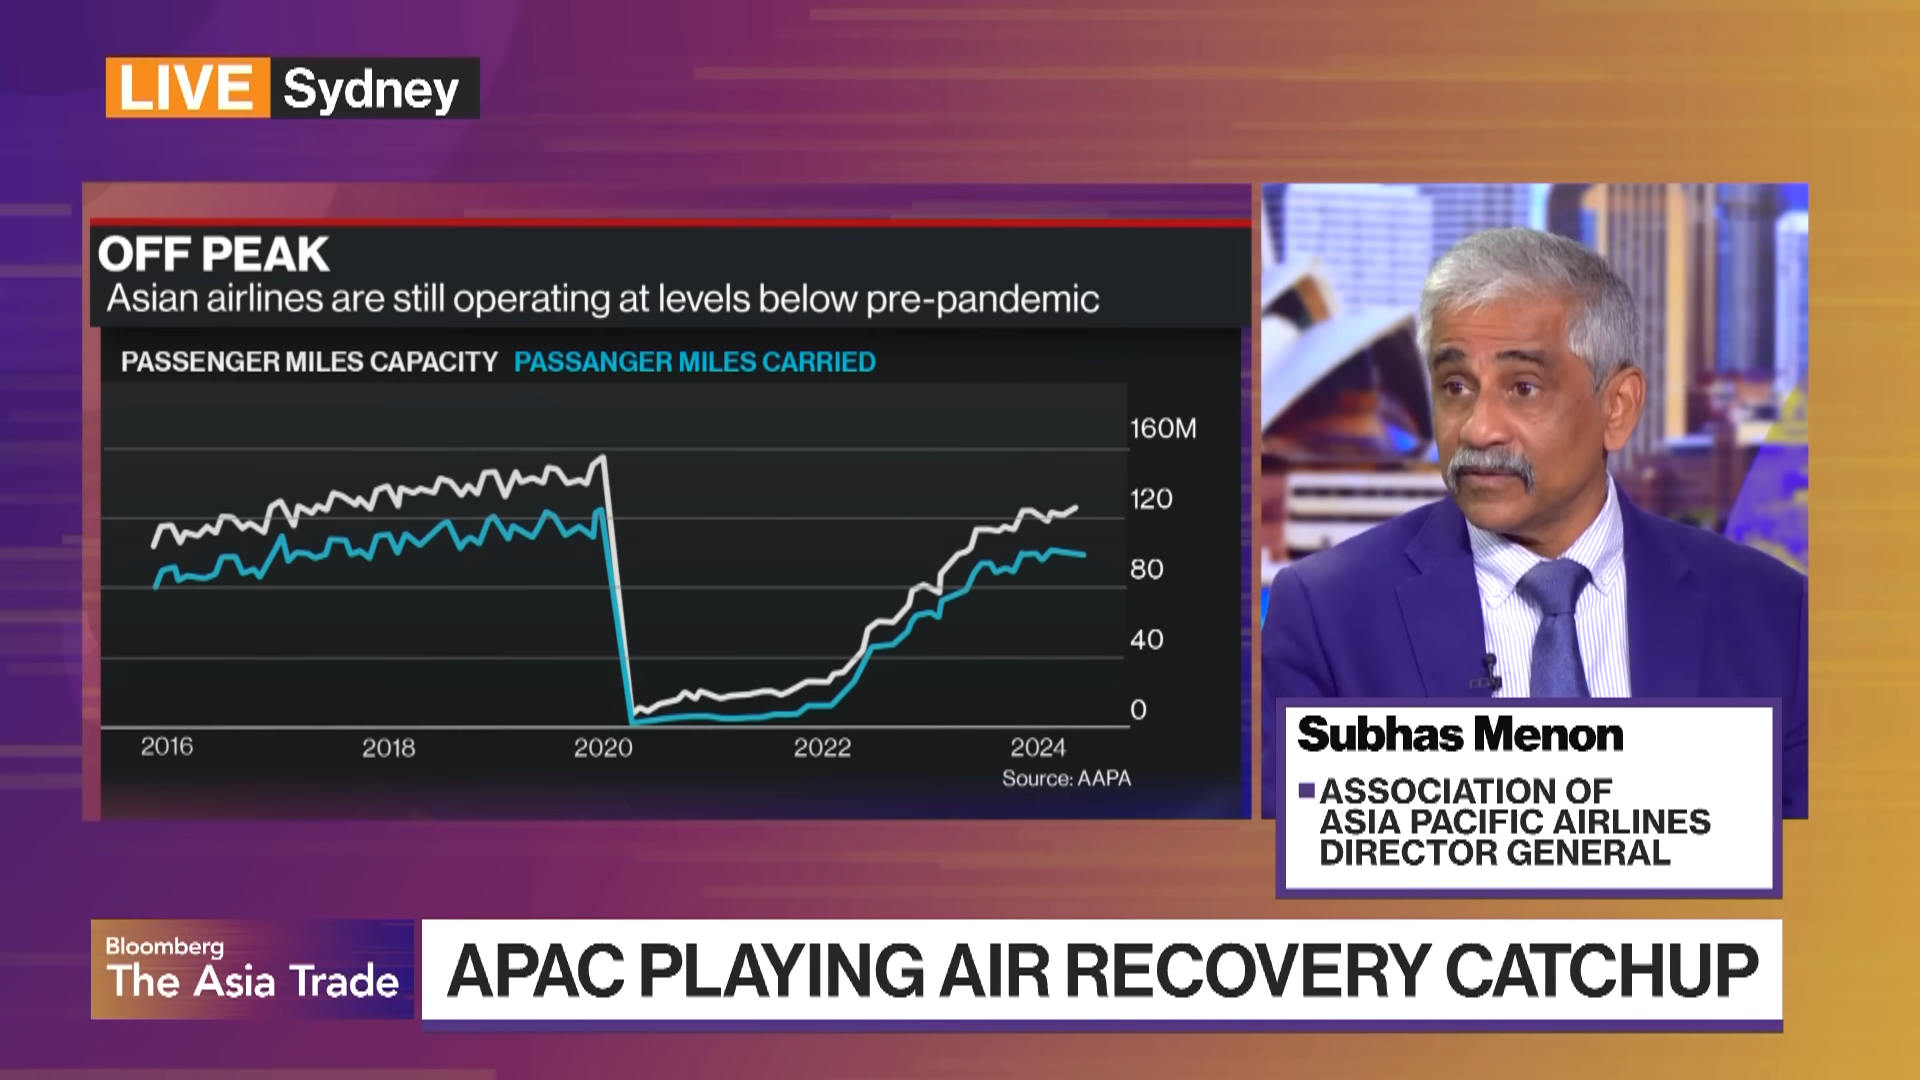 LIVE Sydney
OFF PEAK
Asian airlines are still operating at levels below pre-pandemic
PASSENGER MILES CAPACITY PASSANGER MILES CARRIED
160M
120
80
40
0
2016 2018 2020 2022 2024
Source: AAPA
Subhas Menon
ASSOCIATION OF
ASIA PACIFIC AIRLINES
DIRECTOR GENERAL
Bloomberg
The Asia Trade
APAC PLAYING AIR RECOVERY CATCHUP